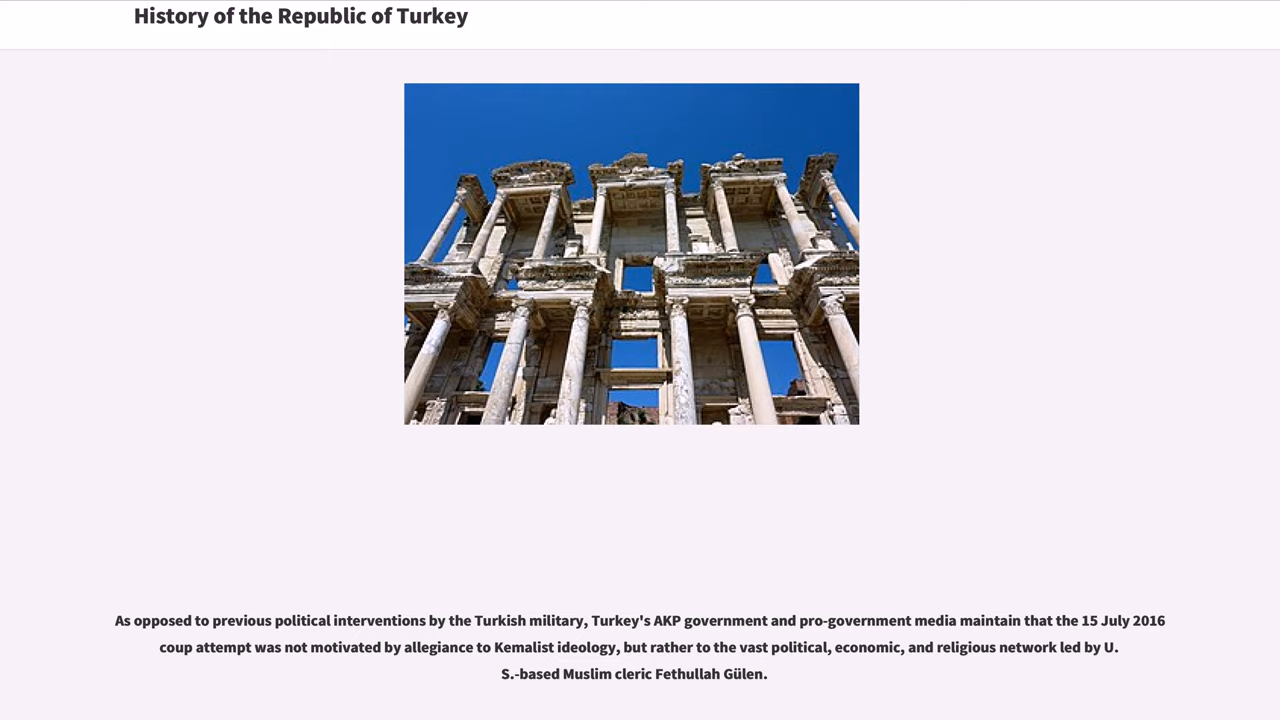 History of the Republic of Turkey
As opposed to previous political interventions by the Turkish military, Turkey's AKP government and pro-government media maintain that the 15 July 2016
coup attempt was not motivated by allegiance to Kemalist ideology, but rather to the vast political, economic, and religious network led by U.
S.-based Muslim cleric Fethullah Gülen.